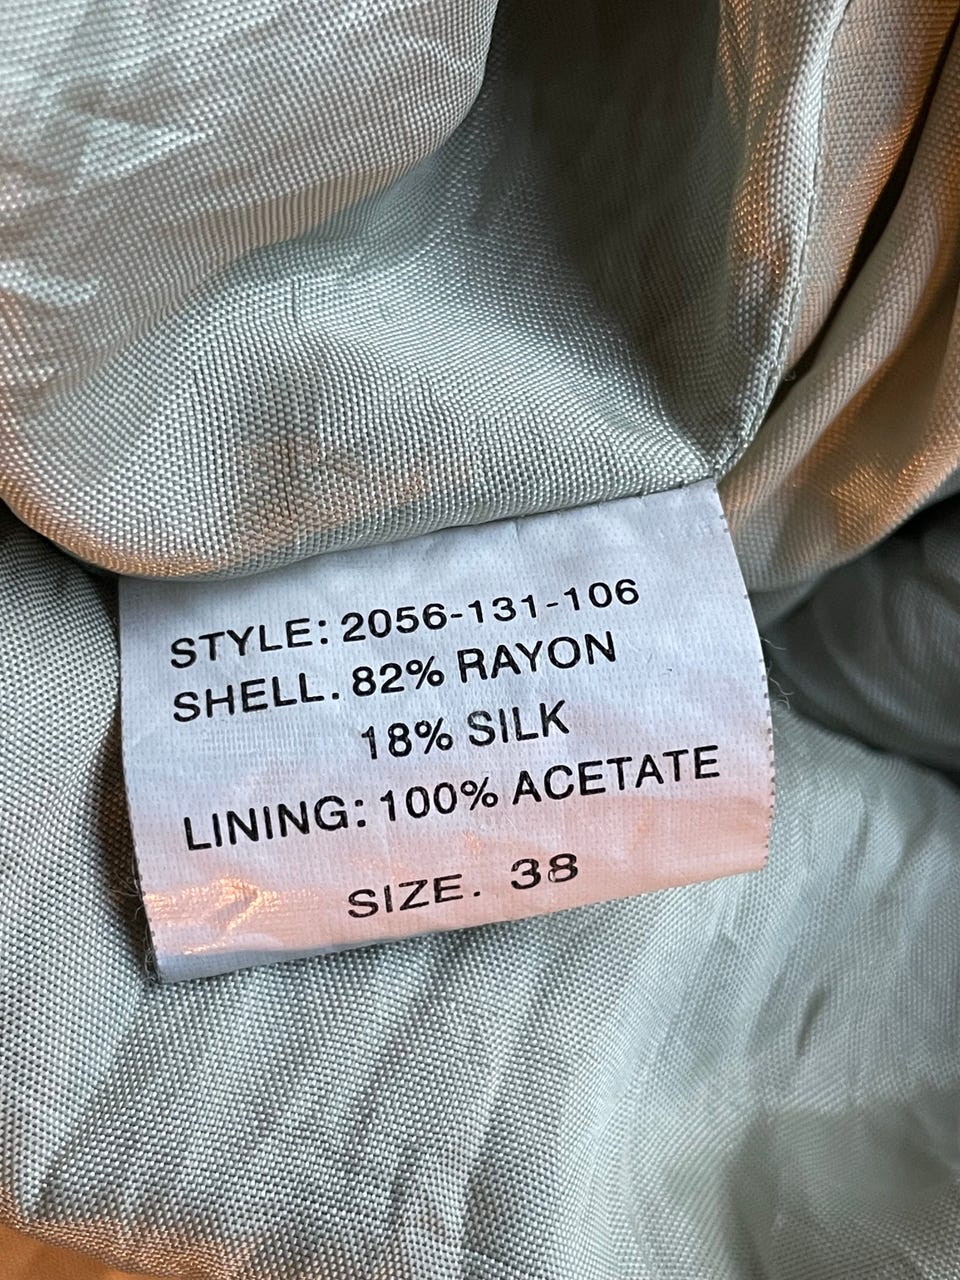 STYLE: 2056-131-106
SHELL. 82% RAYON
18% SILK
LINING: 100% ACETATE
SIZE. 38